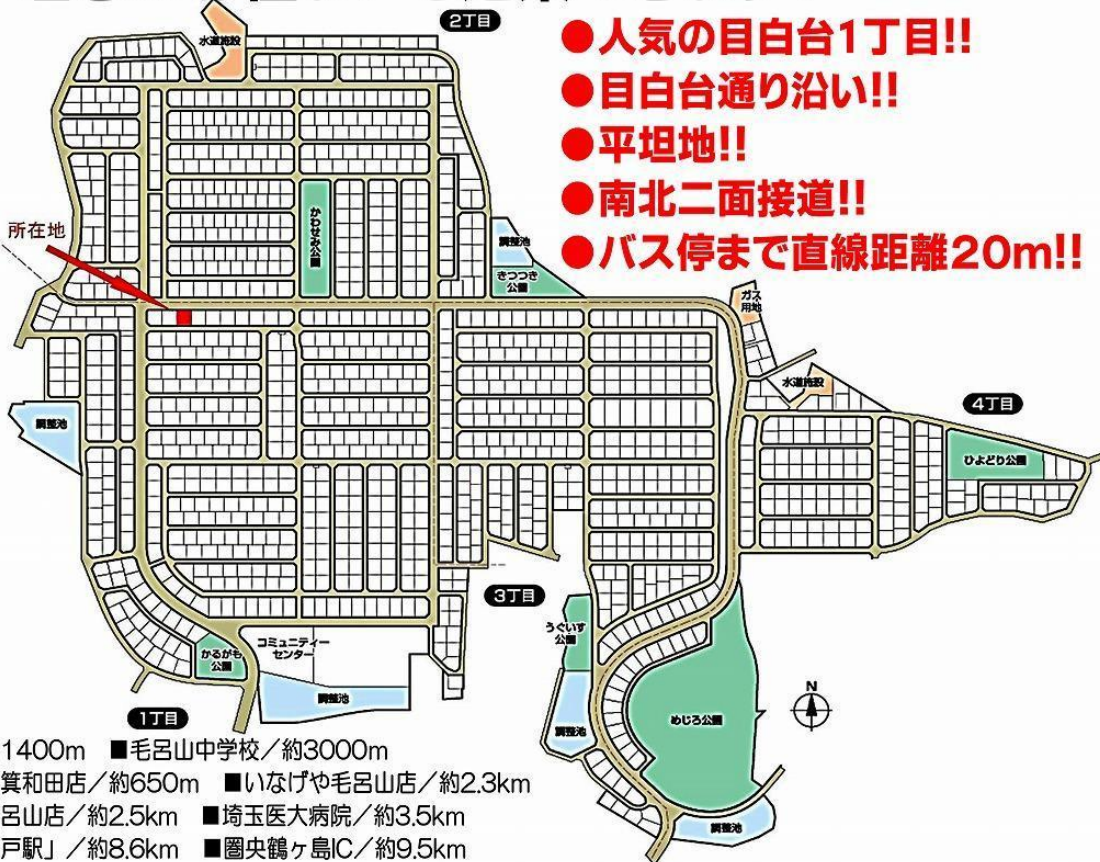 2丁目
●人気の目白台1丁目!!
●目白台通り沿い!!
●平坦地!!
●南北二面接道!!
●バス停まで直線距離20m!!
水道施設
かわせみ公園
所在地
調整池
きつつき
公園
ガス
用地
水道施設
4丁目
調整池
ひよどり公園
3丁目
うぐいす
公園
コミュニティー
センター
かるがも
公園
調整池
1丁目
調整池
めじろ公園
N
調整池
1400m ■毛呂山中学校/約3000m
箕和田店/約650m ■いなげや毛呂山店/約2.3km
呂山店/約2.5km ■埼玉医大病院/約3.5km
戸駅」/約8.6km ■圏央鶴ヶ島IC/約9.5km